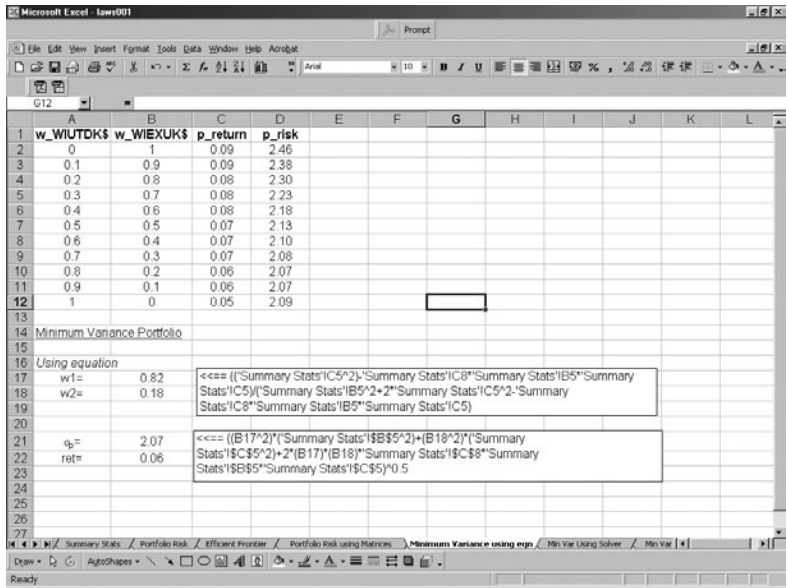 Microsoft Excel - laws001
Prompt
File Edit View Insert Format Tools Data Window Help Acrobat
Arial 10 B I U
G12 =
A B C D E F G H I J K L
1 w_WIUTDK$ w_WIEXUK$ p_return p_risk
2 0 1 0.09 2.46
3 0.1 0.9 0.09 2.38
4 0.2 0.8 0.08 2.30
5 0.3 0.7 0.08 2.23
6 0.4 0.6 0.08 2.18
7 0.5 0.5 0.07 2.13
8 0.6 0.4 0.07 2.10
9 0.7 0.3 0.07 2.08
10 0.8 0.2 0.06 2.07
11 0.9 0.1 0.06 2.07
12 1 0 0.05 2.09
13
14 Minimum Variance Portfolio
15
16 Using equation
17 w1= 0.82
18 w2= 0.18
19
<<== (('Summary Stats'!C5^2)-'Summary Stats'!C8*'Summary Stats'!B5*'Summary
Stats'!C5)/('Summary Stats'!B5^2+2*'Summary Stats'!C5^2-'Summary
Stats'!C8*'Summary Stats'!B5*'Summary Stats'!C5)
20
21 σp= 2.07
22 ret= 0.06
23
<<== ((B17^2)*('Summary Stats'!$B$5^2)+(B18^2)*('Summary
Stats'!$C$5^2)+2*(B17)*(B18)*'Summary Stats'!$C$8*'Summary
Stats'!$B$5*'Summary Stats'!$C$5)^0.5
24
25
26
27
Summary Stats / Portfolio Risk / Efficient Frontier / Portfolio Risk using Matrices / Minimum Variance using eqn / Min Var Using Solver / Min Var
Draw AutoShapes
Ready